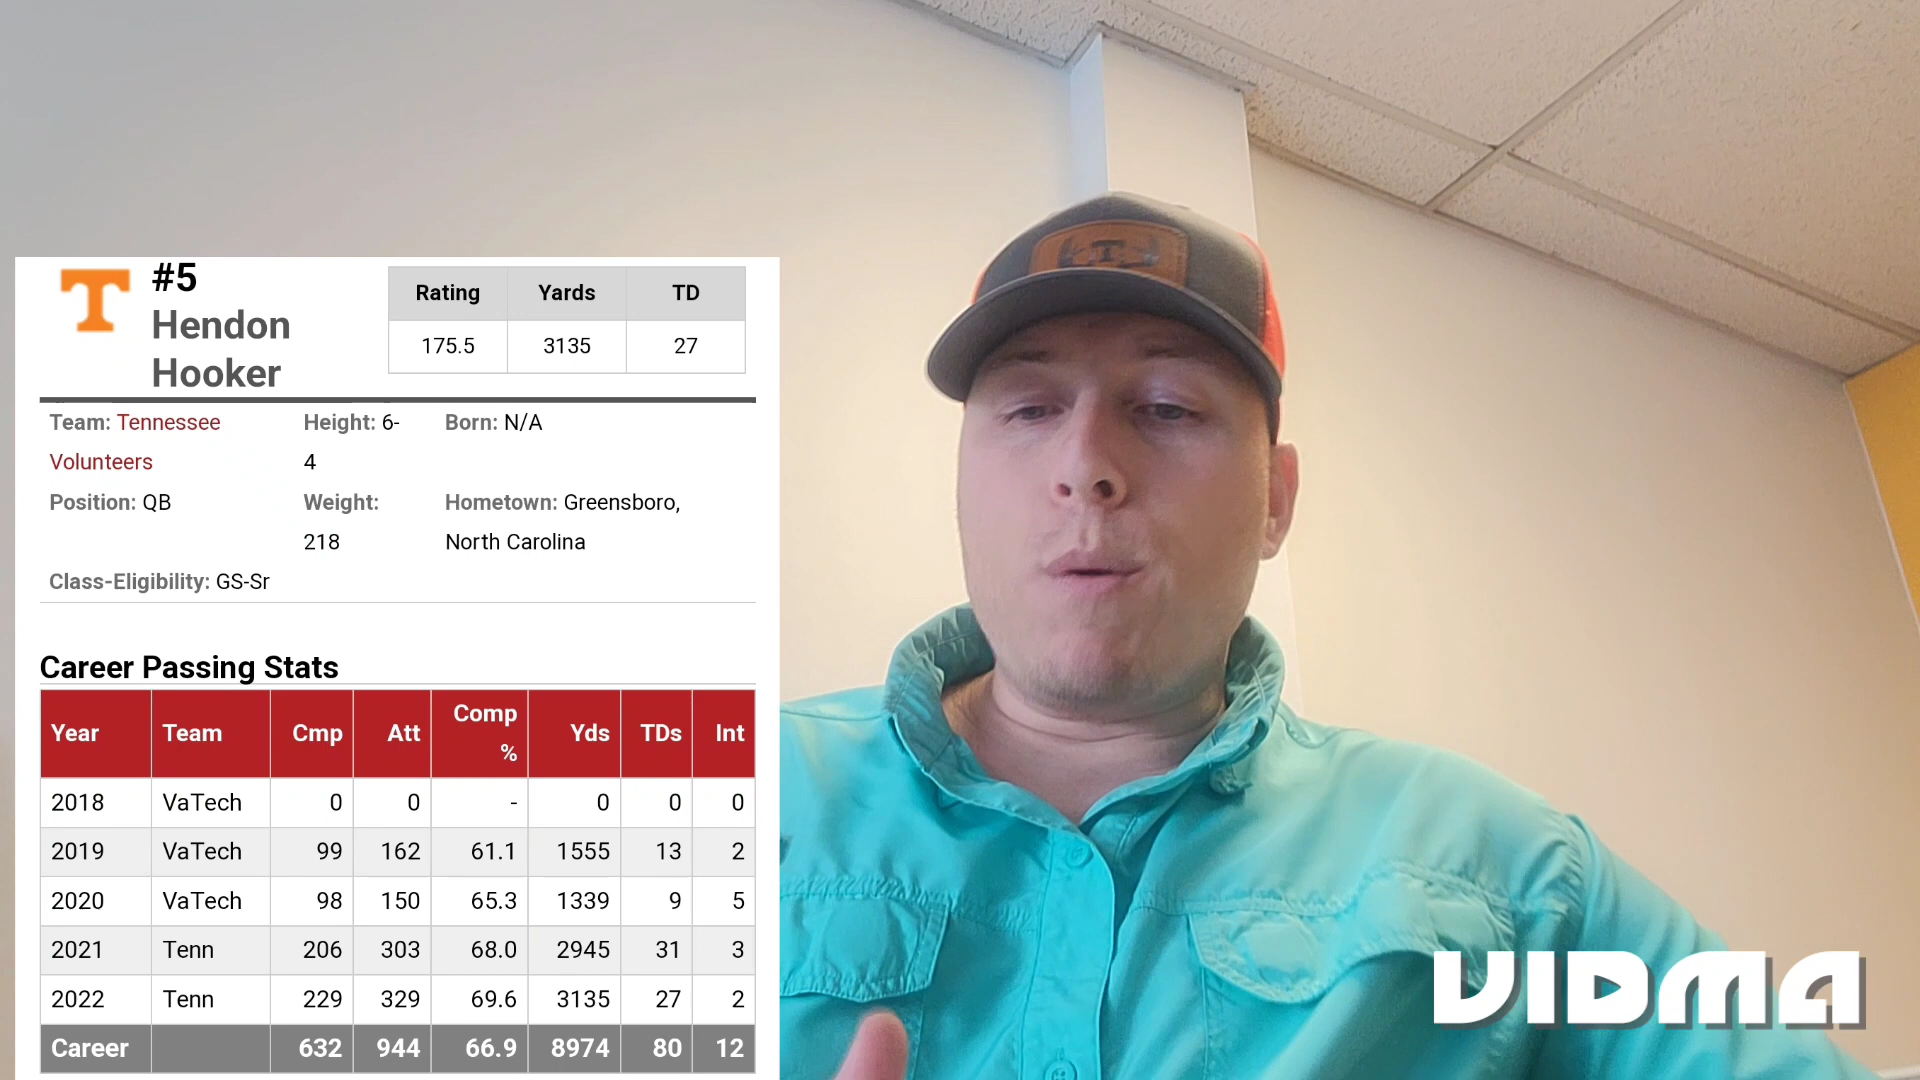 T
#5
Hendon
Hooker
Rating Yards TD
175.5 3135 27
Team: Tennessee Volunteers
Height: 6-4
Born: N/A
Position: QB
Weight: 218
Hometown: Greensboro, North Carolina
Class-Eligibility: GS-Sr
Career Passing Stats
Year Team Cmp Att Comp % Yds TDs Int
2018 VaTech 0 0 - 0 0 0
2019 VaTech 99 162 61.1 1555 13 2
2020 VaTech 98 150 65.3 1339 9 5
2021 Tenn 206 303 68.0 2945 31 3
2022 Tenn 229 329 69.6 3135 27 2
Career 632 944 66.9 8974 80 12
T
VIDMA